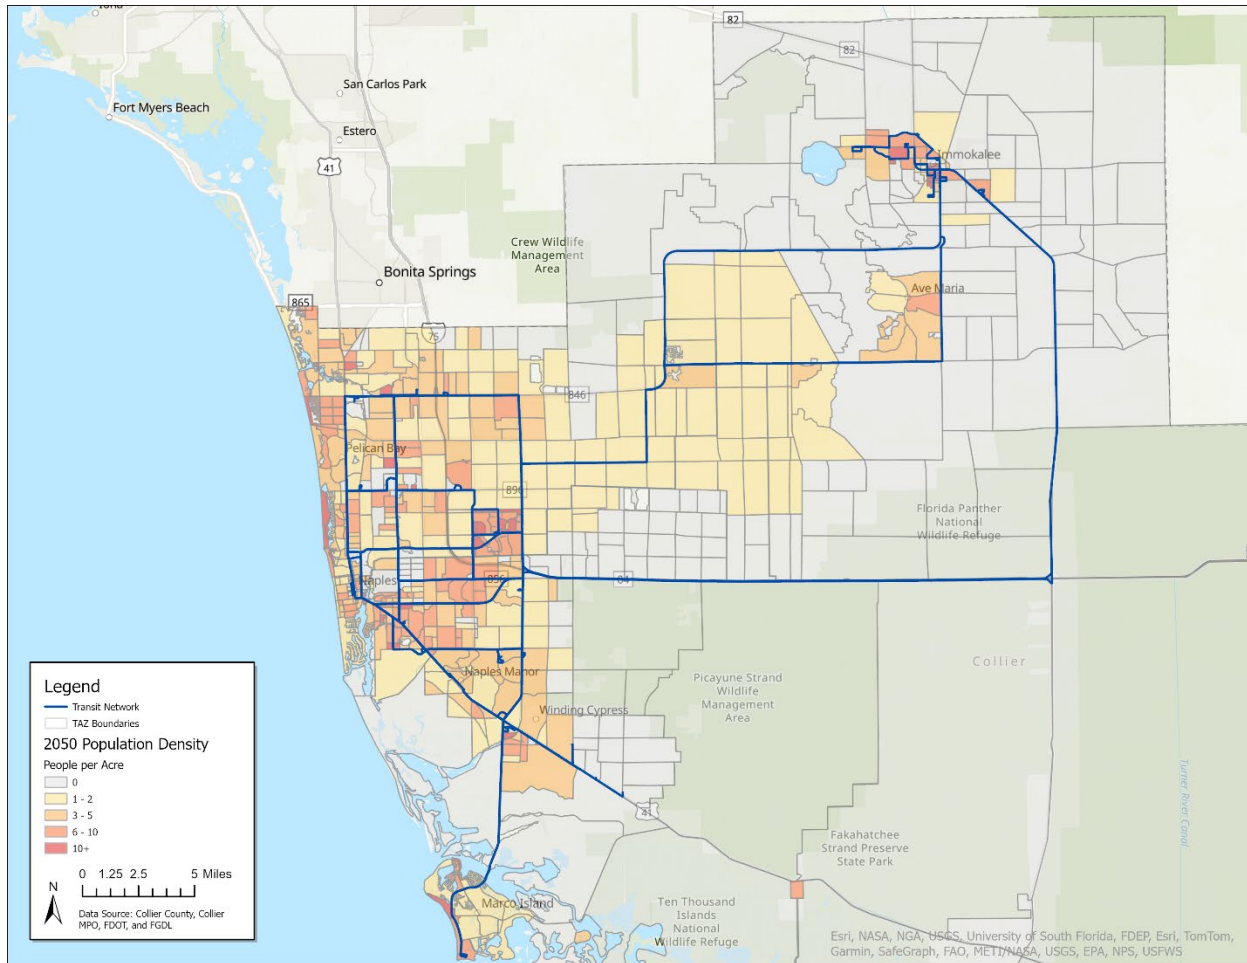 Iona
82
82
San Carlos Park
Fort Myers Beach
Estero
41
Immokalee
Crew Wildlife
Management
Area
Bonita Springs
Ave Maria
865
75
846
Pelican Bay
896
Florida Panther
National
Wildlife Refuge
Naples
856
84
Collier
Naples Manor
Picayune Strand
Wildlife
Management
Area
Winding Cypress
Turner River Canal
41
Fakahatchee
Strand Preserve
State Park
Marco Island
Ten Thousand
Islands
National
Wildlife Refuge
Legend
Transit Network
TAZ Boundaries
2050 Population Density
People per Acre
0
1 - 2
3 - 5
6 - 10
10+
0 1.25 2.5 5 Miles
N
Data Source: Collier County, Collier
MPO, FDOT, and FGDL
Esri, NASA, NGA, USGS, University of South Florida, FDEP, Esri, TomTom,
Garmin, SafeGraph, FAO, METI/NASA, USGS, EPA, NPS, USFWS